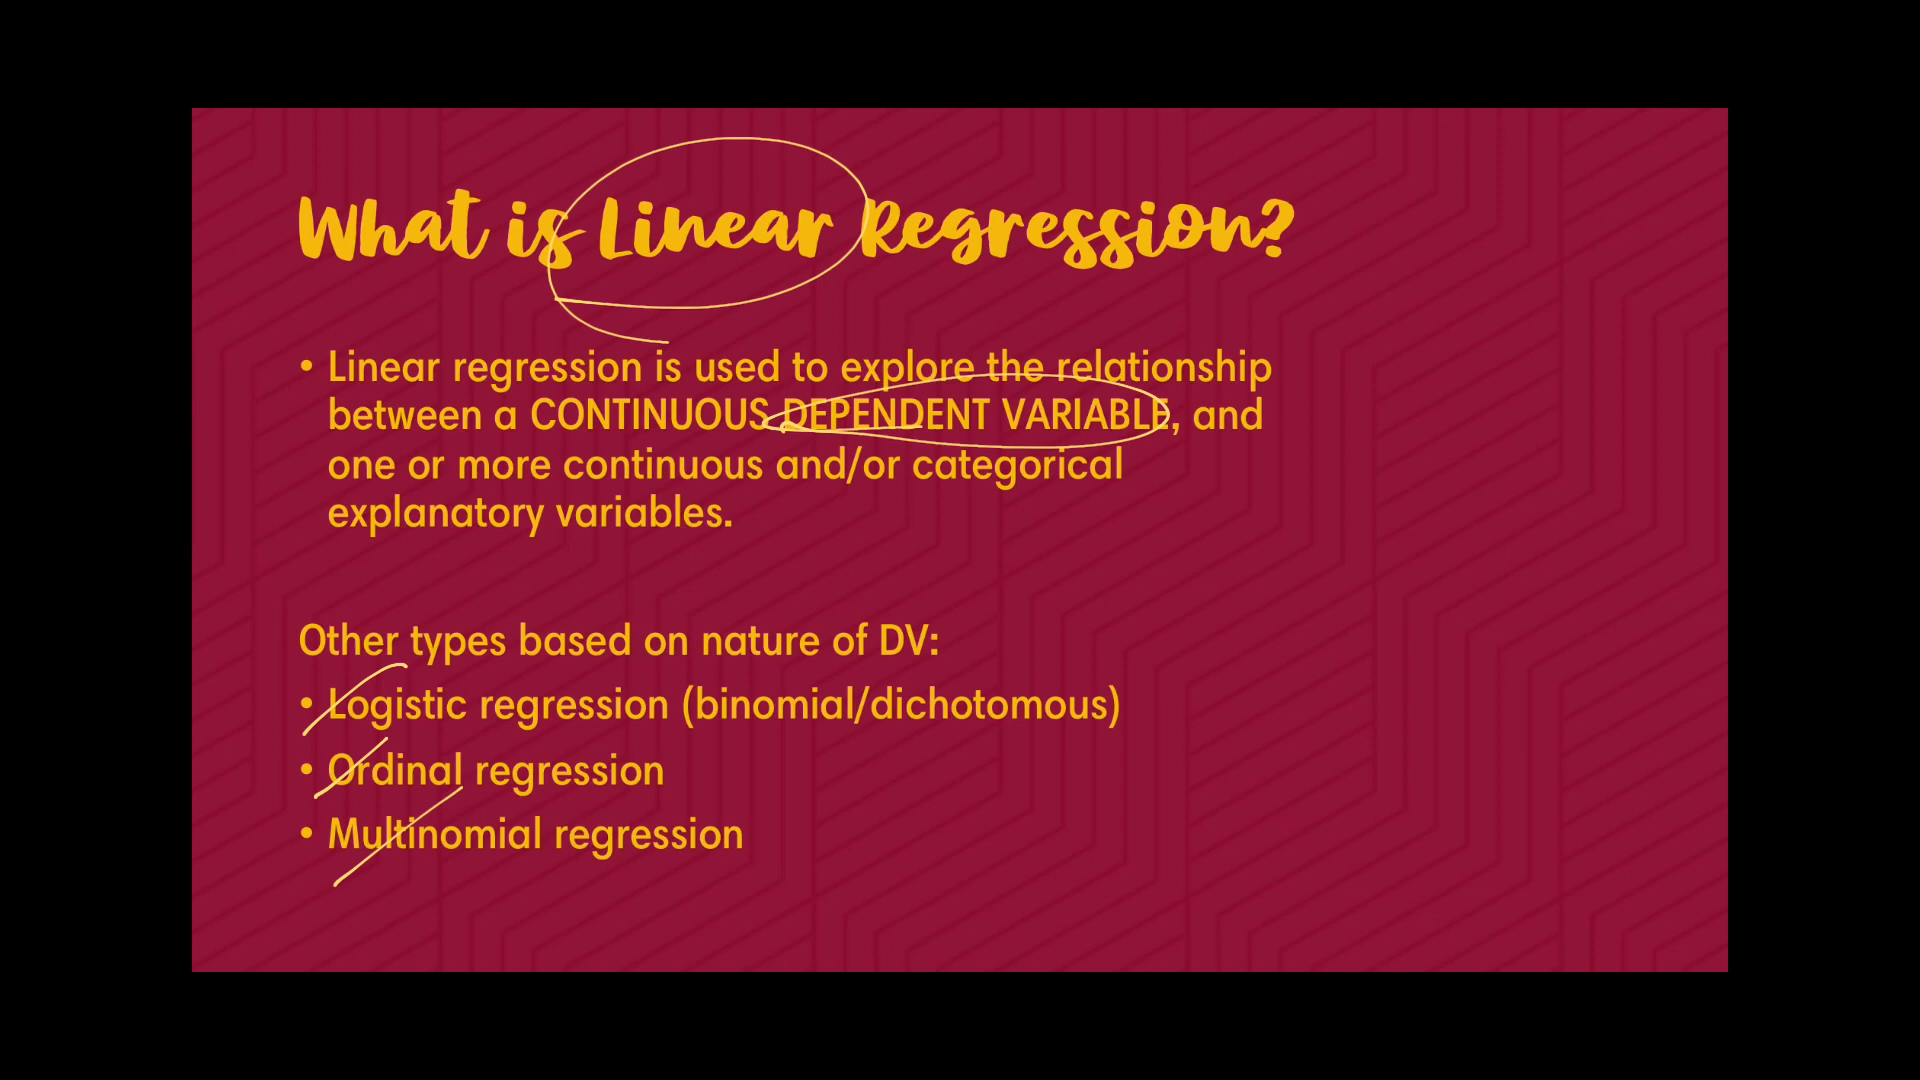 What is Linear Regression?
• Linear regression is used to explore the relationship
between a CONTINUOUS DEPENDENT VARIABLE, and
one or more continuous and/or categorical
explanatory variables.
Other types based on nature of DV:
• Logistic regression (binomial/dichotomous)
• Ordinal regression
• Multinomial regression